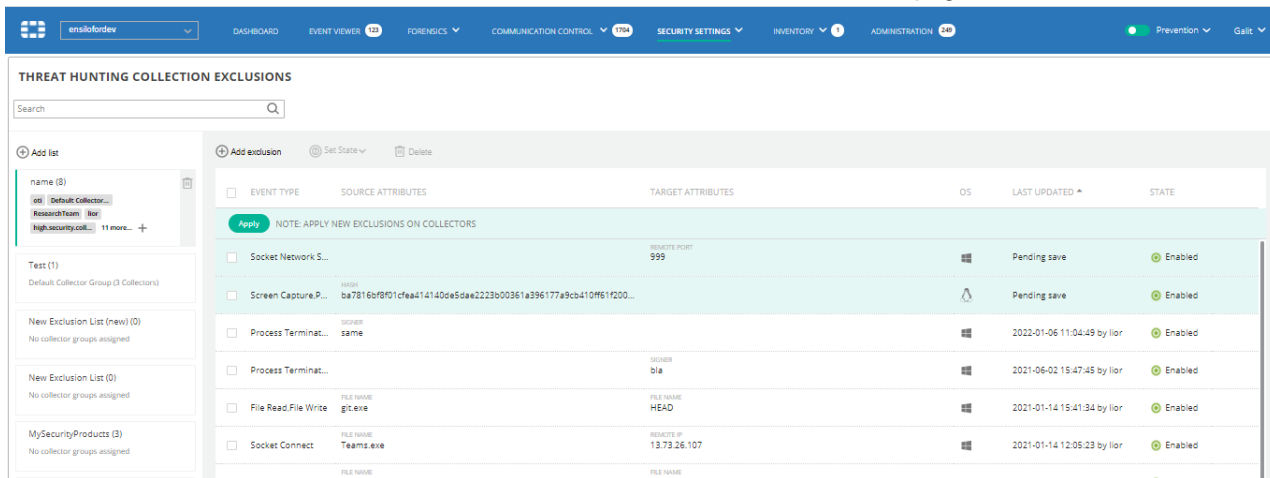 ensilofordev
DASHBOARD EVENT VIEWER 123 FORENSICS COMMUNICATION CONTROL 1704 SECURITY SETTINGS INVENTORY 1 ADMINISTRATION 249 Prevention Galit
THREAT HUNTING COLLECTION EXCLUSIONS
Search
Add list
name (8)
oti Default Collector...
ResearchTeam lior
high.security.coll... 11 more...
Test (1)
Default Collector Group (3 Collectors)
New Exclusion List (new) (0)
No collector groups assigned
New Exclusion List (0)
No collector groups assigned
MySecurityProducts (3)
No collector groups assigned
Add exclusion Set State Delete
EVENT TYPE SOURCE ATTRIBUTES TARGET ATTRIBUTES OS LAST UPDATED STATE
Apply NOTE: APPLY NEW EXCLUSIONS ON COLLECTORS
REMOTE PORT
Socket Network S... 999 Pending save Enabled
HASH
Screen Capture,P... ba7816bf8f01cfea414140de5dae2223b00361a396177a9cb410ff61f200... Pending save Enabled
SIGNER
Process Terminat... same 2022-01-06 11:04:49 by lior Enabled
SIGNER
Process Terminat... bla 2021-06-02 15:47:45 by lior Enabled
FILE NAME FILE NAME
File Read,File Write git.exe HEAD 2021-01-14 15:41:34 by lior Enabled
FILE NAME REMOTE IP
Socket Connect Teams.exe 13.73.26.107 2021-01-14 12:05:23 by lior Enabled
FILE NAME FILE NAME